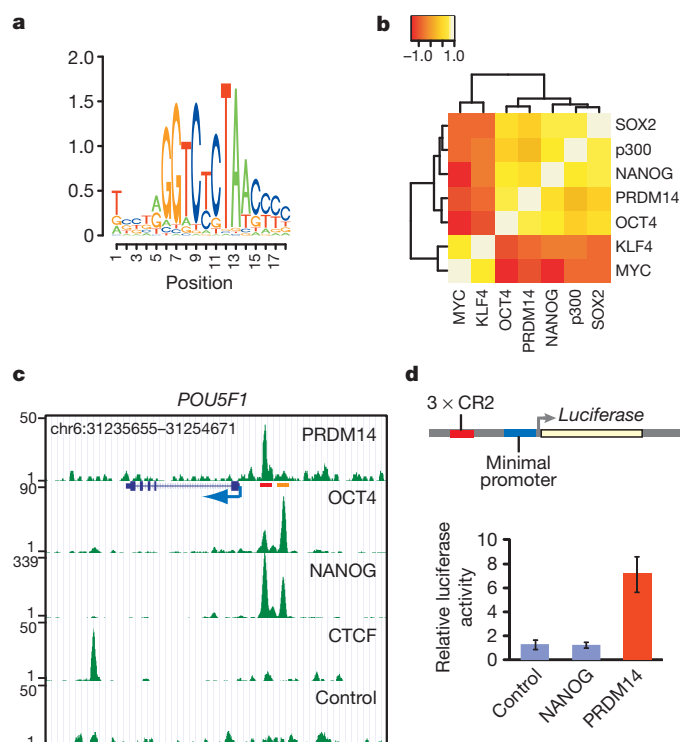 a
2.0
1.5
1.0
0.5
0
1 3 5 7 9 11 13 15 17
Position
b
−1.0 1.0
SOX2
p300
NANOG
PRDM14
OCT4
KLF4
MYC
MYC KLF4 OCT4 PRDM14 NANOG p300 SOX2
c
POU5F1
50
chr6:31235655–31254671
PRDM14
1
90
OCT4
1
339
NANOG
1
50
CTCF
1
50
Control
1
d
3 × CR2
Luciferase
Minimal
promoter
Relative luciferase
activity
10
8
6
4
2
0
Control NANOG PRDM14